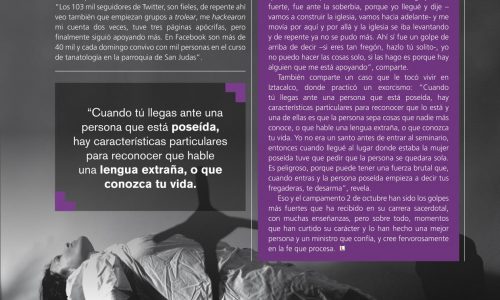 "Los 103 mil seguidores de Twitter, son fieles, de repente ahí
veo también que empiezan grupos a trolear, me hackearon
mi cuenta dos veces, tuve tres páginas apócrifas, pero
finalmente siguió apoyando más. En Facebook son más de
40 mil y cada domingo convivo con mil personas en el curso
de tanatología en la parroquia de San Judas".
"Cuando tú llegas ante una
persona que está poseída,
hay características particulares
para reconocer que hable
una lengua extraña, o que
conozca tu vida.
fuerte, fue ante la soberbia, porque yo llegué y dije –
vamos a construir la iglesia, vamos hacia adelante- y me
movía por aquí y por allá y la iglesia se iba levantando
y de repente ya no se pudo más. Ahí sí fue un golpe de
arriba de decir –si eres tan fregón, hazlo tú solito-, yo
no puedo hacer las cosas solo, si las hago es porque hay
alguien que me está apoyando", comparte.
También comparte un caso que le tocó vivir en
Iztacalco, donde practicó un exorcismo: "Cuando
tú llegas ante una persona que está poseída, hay
características particulares para reconocer que lo está y
una de ellas es que la persona sepa cosas que nadie más
conoce, o que hable una lengua extraña, o que conozca
tu vida. Yo no era un santo antes de entrar al seminario,
entonces cuando llegué al lugar donde estaba la mujer
poseída tuve que pedir que la persona se quedara sola.
Es peligroso, porque puede tener una fuerza brutal que,
cuando entras y la persona poseída empieza a decir tus
fregaderas, te desarma", revela.
Eso y el campamento 2 de octubre han sido los golpes
más fuertes que ha recibido en su carrera sacerdotal,
con muchas enseñanzas, pero sobre todo, momentos
que han curtido su carácter y lo han hecho una mejor
persona y un ministro que confía, y cree fervorosamente
en la fe que procesa.